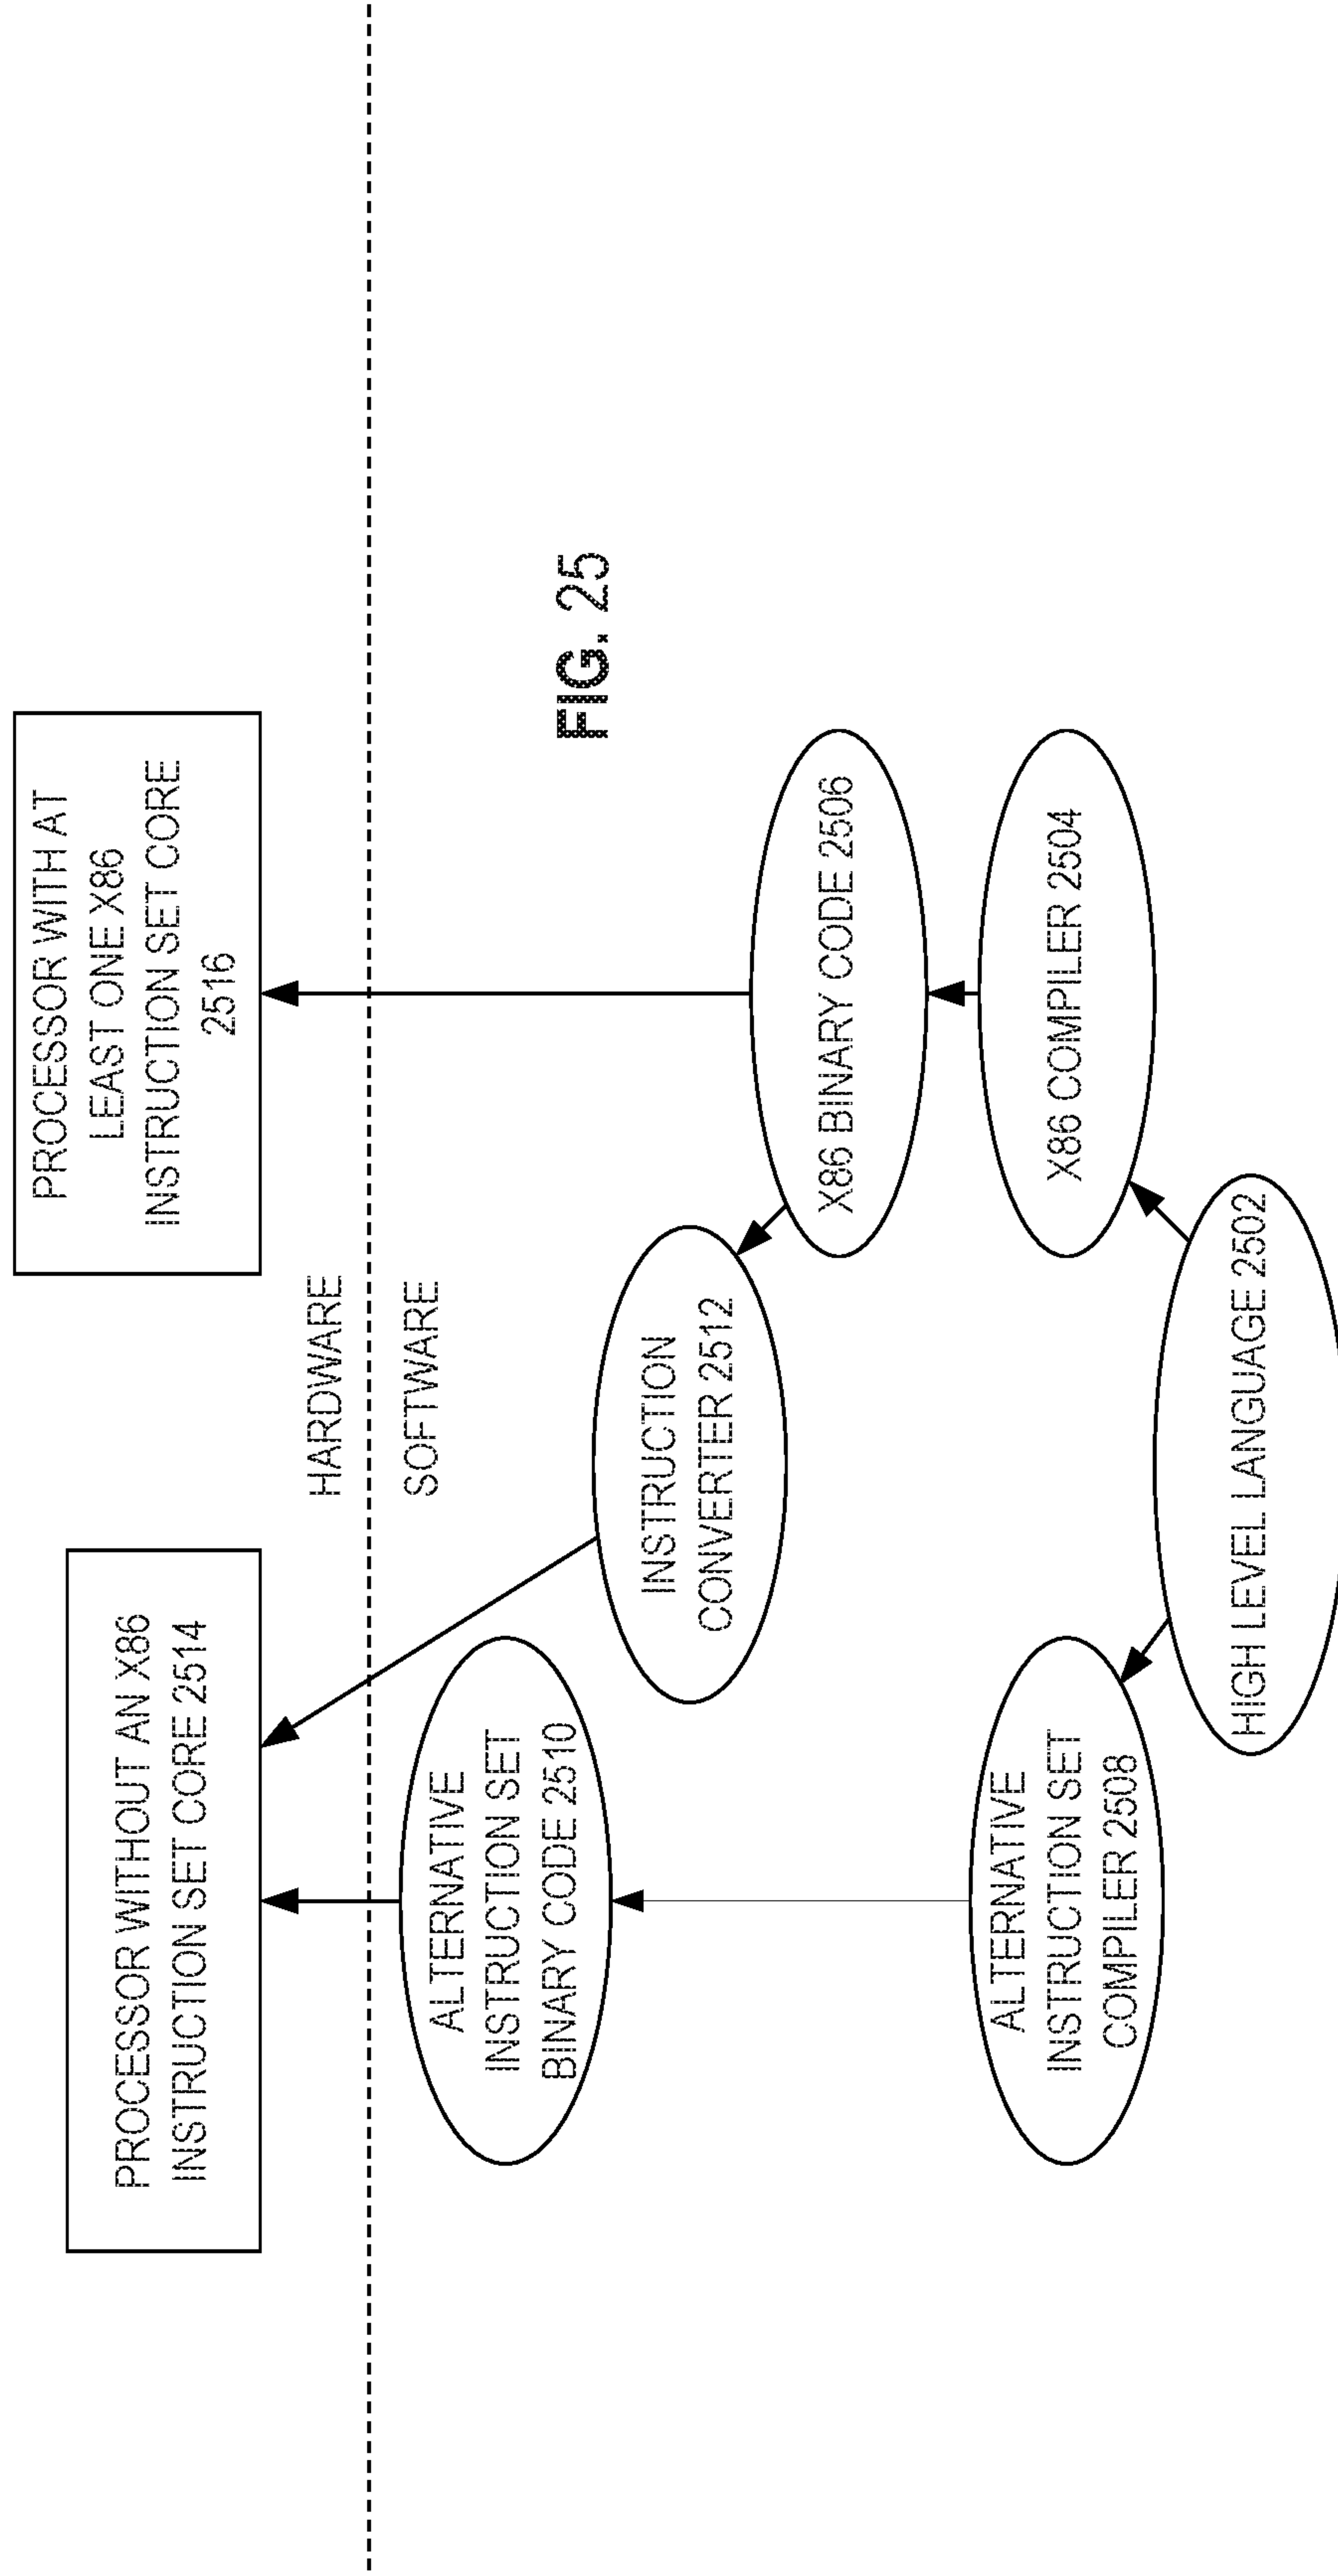 PROCESSOR WITHOUT AN X86
INSTRUCTION SET CORE 2514
PROCESSOR WITH AT
LEAST ONE X86
INSTRUCTION SET CORE
2516
HARDWARE
SOFTWARE
ALTERNATIVE
INSTRUCTION SET
BINARY CODE 2510
INSTRUCTION
CONVERTER 2512
FIG. 25
X86 BINARY CODE 2506
ALTERNATIVE
INSTRUCTION SET
COMPILER 2508
X86 COMPILER 2504
HIGH LEVEL LANGUAGE 2502